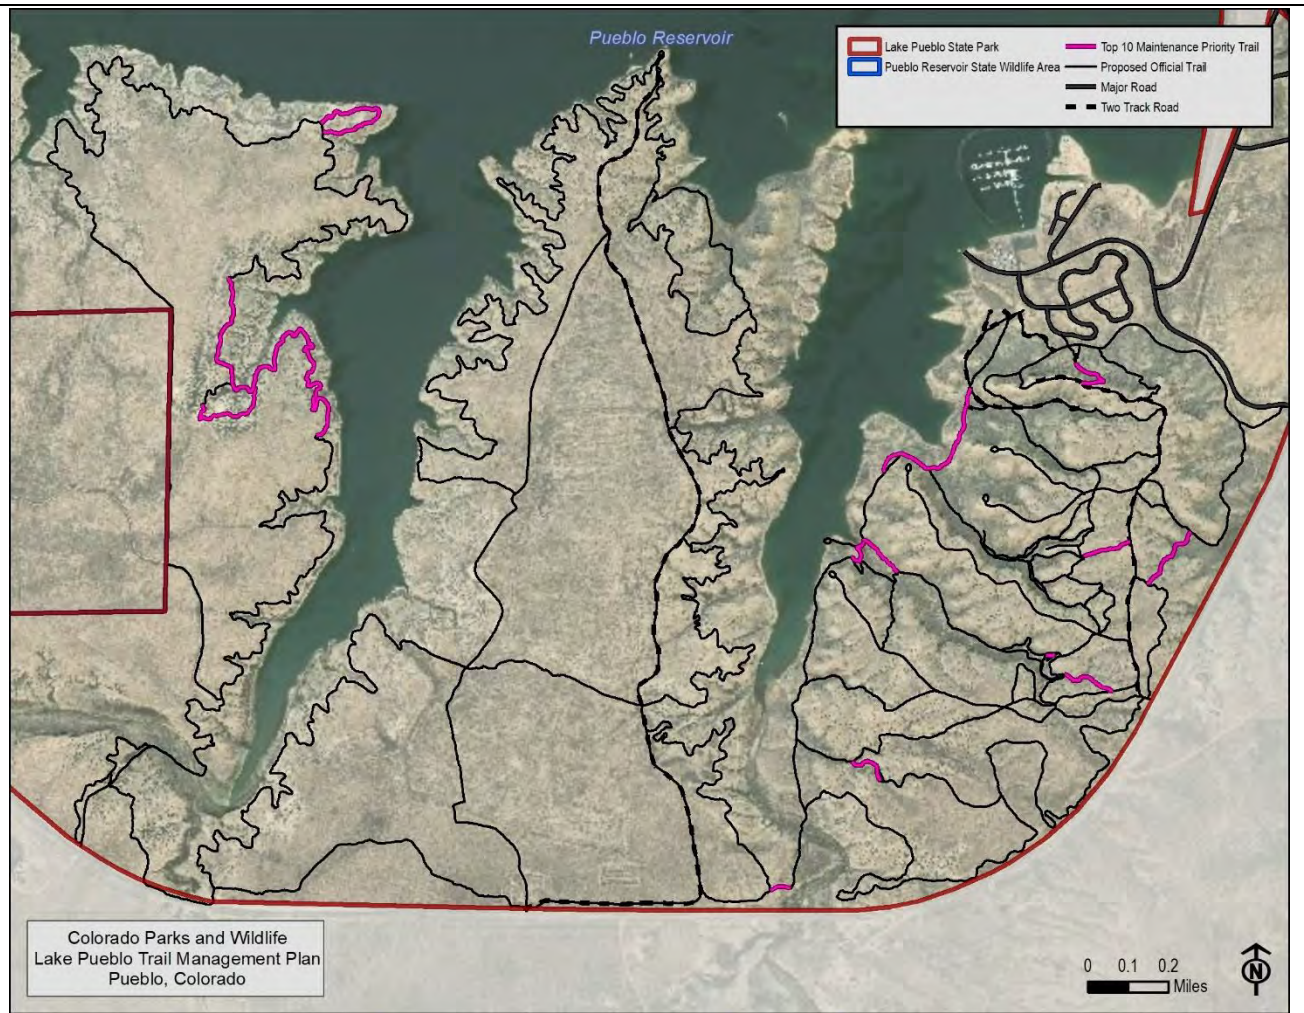 Pueblo Reservoir
Lake Pueblo State Park
Pueblo Reservoir State Wildlife Area
Top 10 Maintenance Priority Trail
Proposed Official Trail
Major Road
Two Track Road
Colorado Parks and Wildlife
Lake Pueblo Trail Management Plan
Pueblo, Colorado
0 0.1 0.2
Miles
N